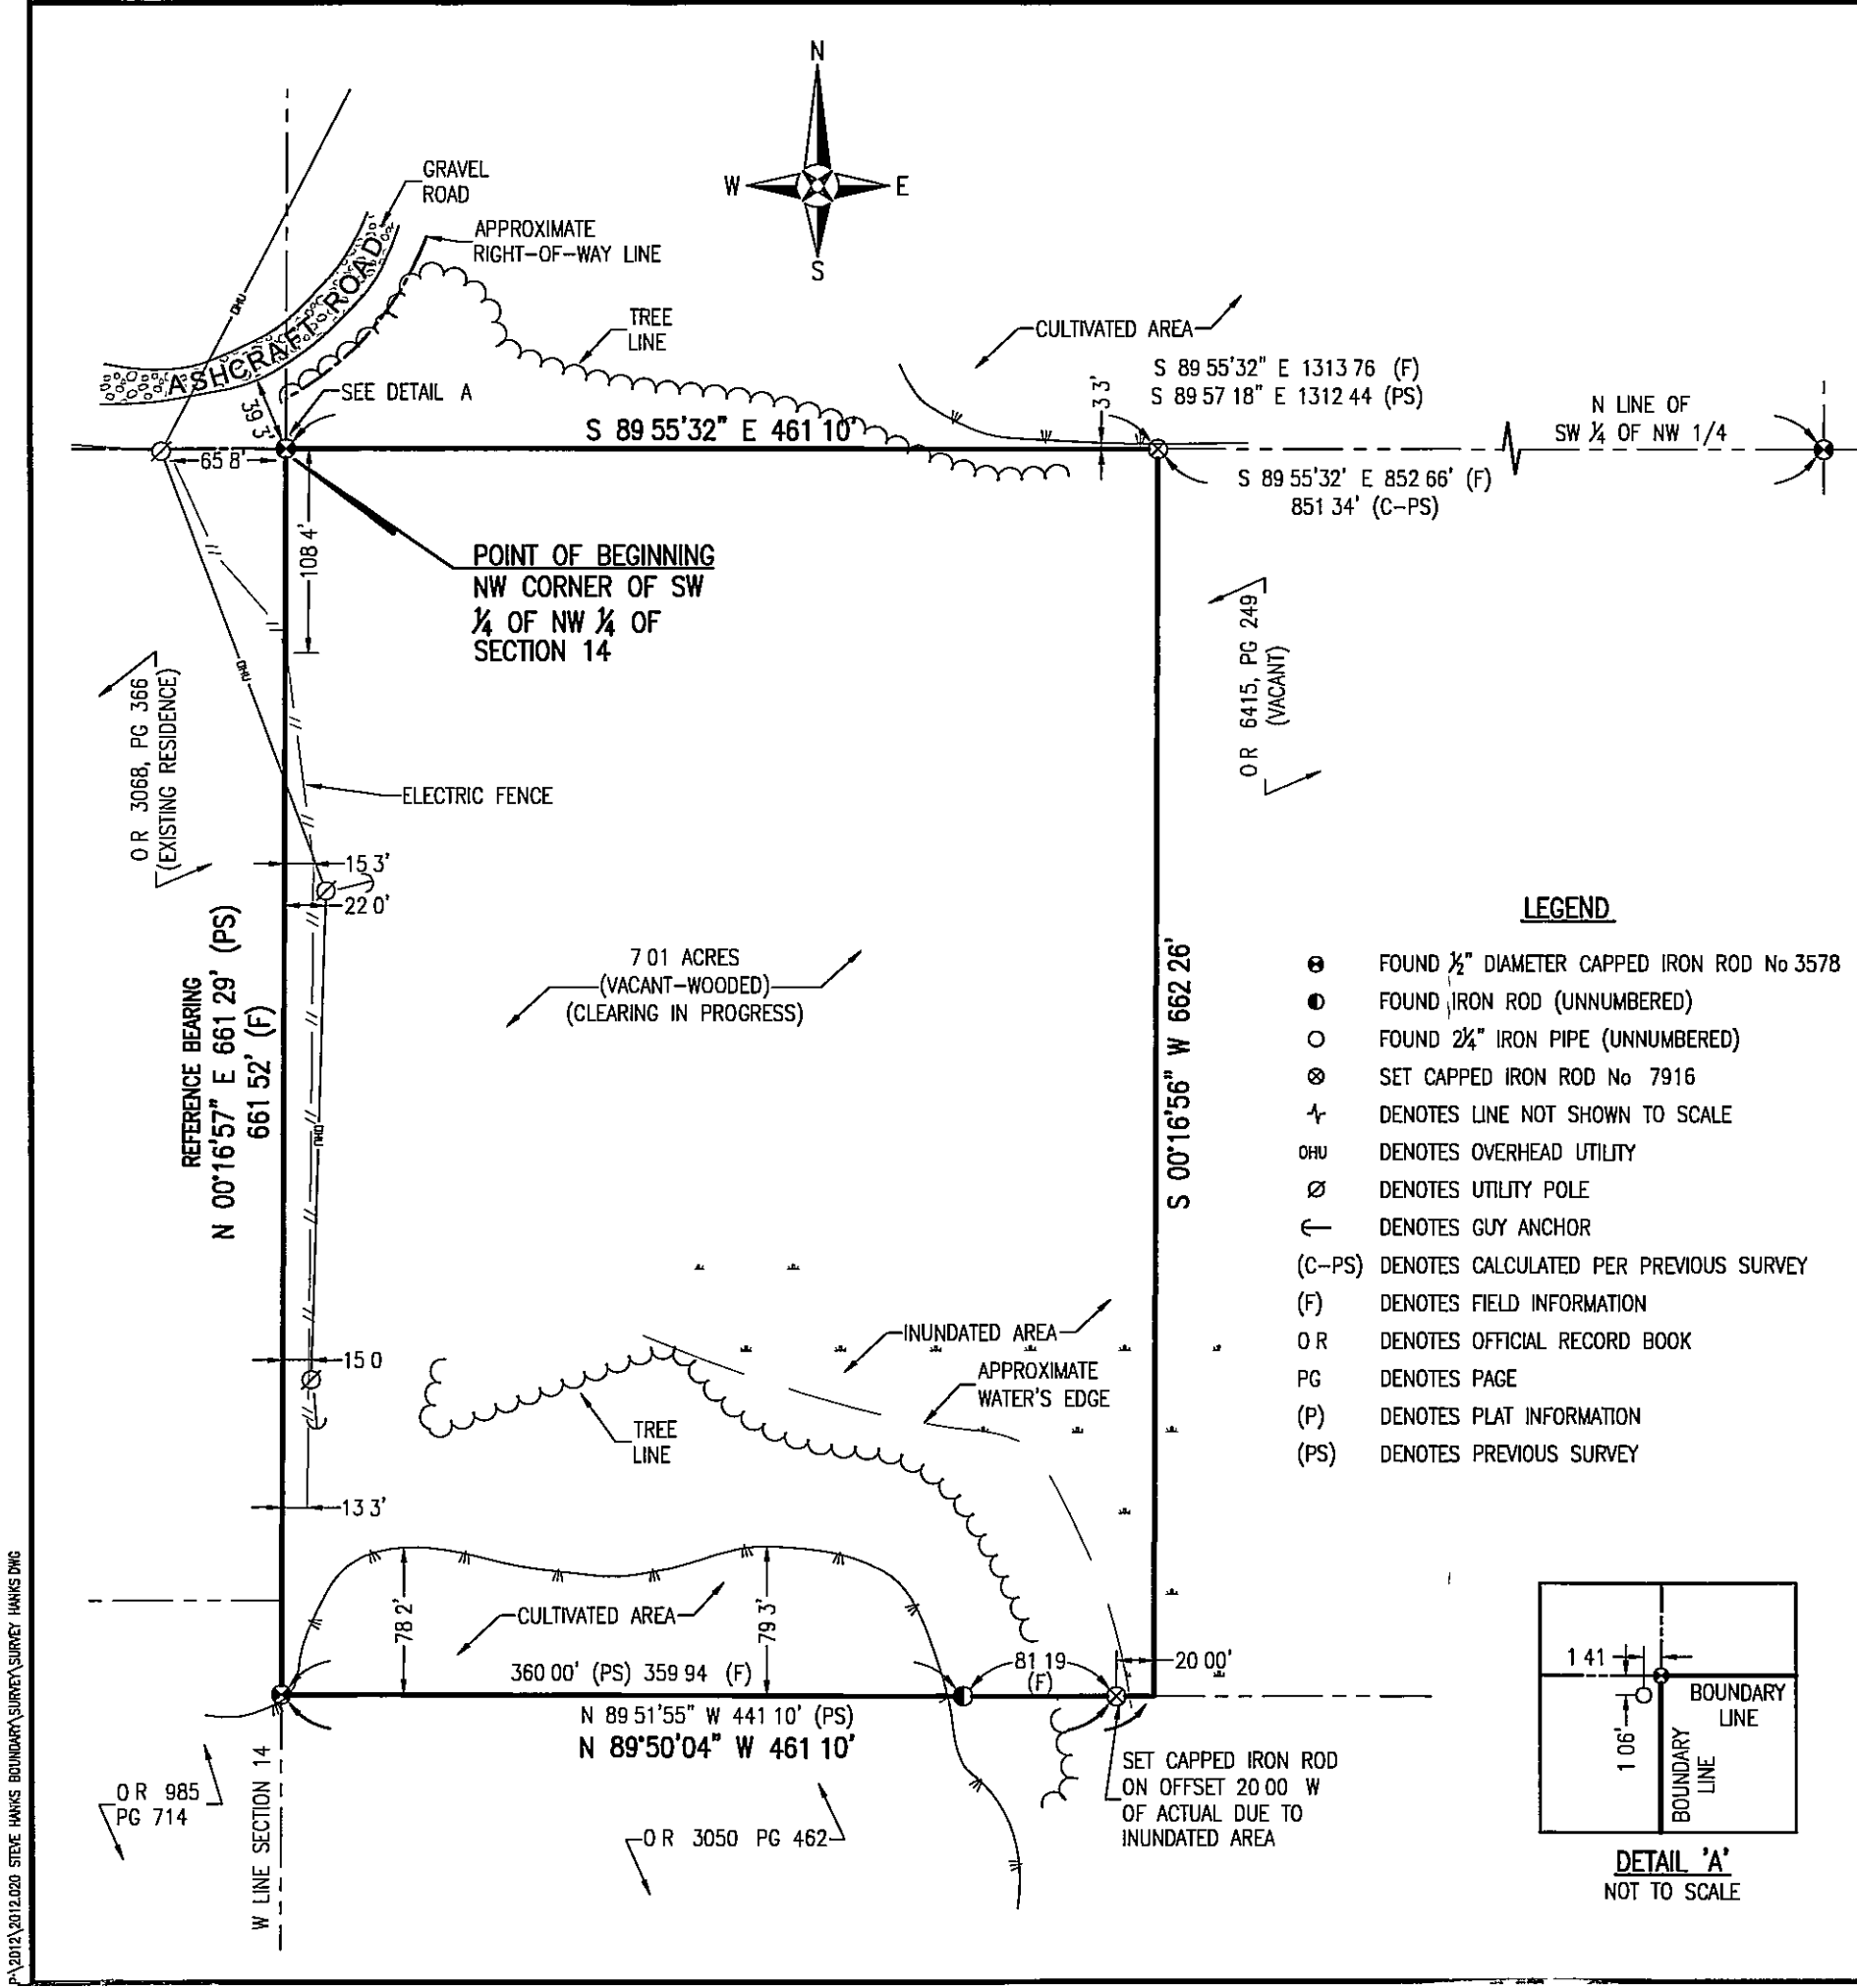 N
W
E
S
GRAVEL
ROAD
APPROXIMATE
RIGHT-OF-WAY LINE
OHU
ASHCRAFT ROAD
TREE
LINE
CULTIVATED AREA
SEE DETAIL A
39 3'
65 8'
S 89 55'32" E 461 10'
3 3'
S 89 55'32" E 1313 76 (F)
S 89 57 18" E 1312 44 (PS)
N LINE OF
SW ¼ OF NW 1/4
S 89 55'32' E 852 66' (F)
851 34' (C-PS)
108 4'
POINT OF BEGINNING
NW CORNER OF SW
¼ OF NW ¼ OF
SECTION 14
OHU
O R 3068, PG 366
(EXISTING RESIDENCE)
O R 6415, PG 249
(VACANT)
ELECTRIC FENCE
15 3'
22 0'
REFERENCE BEARING
N 00°16'57" E 661 29' (PS)
661 52' (F)
7 01 ACRES
(VACANT-WOODED)
(CLEARING IN PROGRESS)
S 00°16'56" W 662 26'
OHU
LEGEND
FOUND ½" DIAMETER CAPPED IRON ROD No 3578
FOUND IRON ROD (UNNUMBERED)
FOUND 2¼" IRON PIPE (UNNUMBERED)
SET CAPPED IRON ROD No 7916
DENOTES LINE NOT SHOWN TO SCALE
OHU DENOTES OVERHEAD UTILITY
DENOTES UTILITY POLE
DENOTES GUY ANCHOR
(C-PS) DENOTES CALCULATED PER PREVIOUS SURVEY
(F) DENOTES FIELD INFORMATION
O R DENOTES OFFICIAL RECORD BOOK
PG DENOTES PAGE
(P) DENOTES PLAT INFORMATION
(PS) DENOTES PREVIOUS SURVEY
INUNDATED AREA
APPROXIMATE
WATER'S EDGE
15 0
TREE
LINE
13 3'
78 2'
CULTIVATED AREA
79 3'
360 00' (PS) 359 94 (F)
81 19
(F)
20 00'
N 89 51'55" W 441 10' (PS)
N 89°50'04" W 461 10'
SET CAPPED IRON ROD
ON OFFSET 20 00 W
OF ACTUAL DUE TO
INUNDATED AREA
O R 985
PG 714
W LINE SECTION 14
O R 3050 PG 462
1 41
1 06'
BOUNDARY
LINE
BOUNDARY
LINE
DETAIL 'A'
NOT TO SCALE
P:\2012\2012.020 STEVE HANKS BOUNDARY\SURVEY\SURVEY HANKS DWG